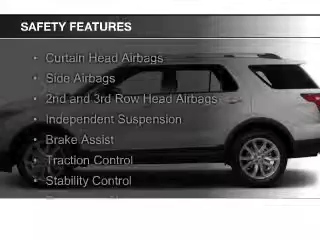 SAFETY FEATURES
• Curtain Head Airbags
• Side Airbags
• 2nd and 3rd Row Head Airbags
• Independent Suspension
• Brake Assist
• Traction Control
• Stability Control